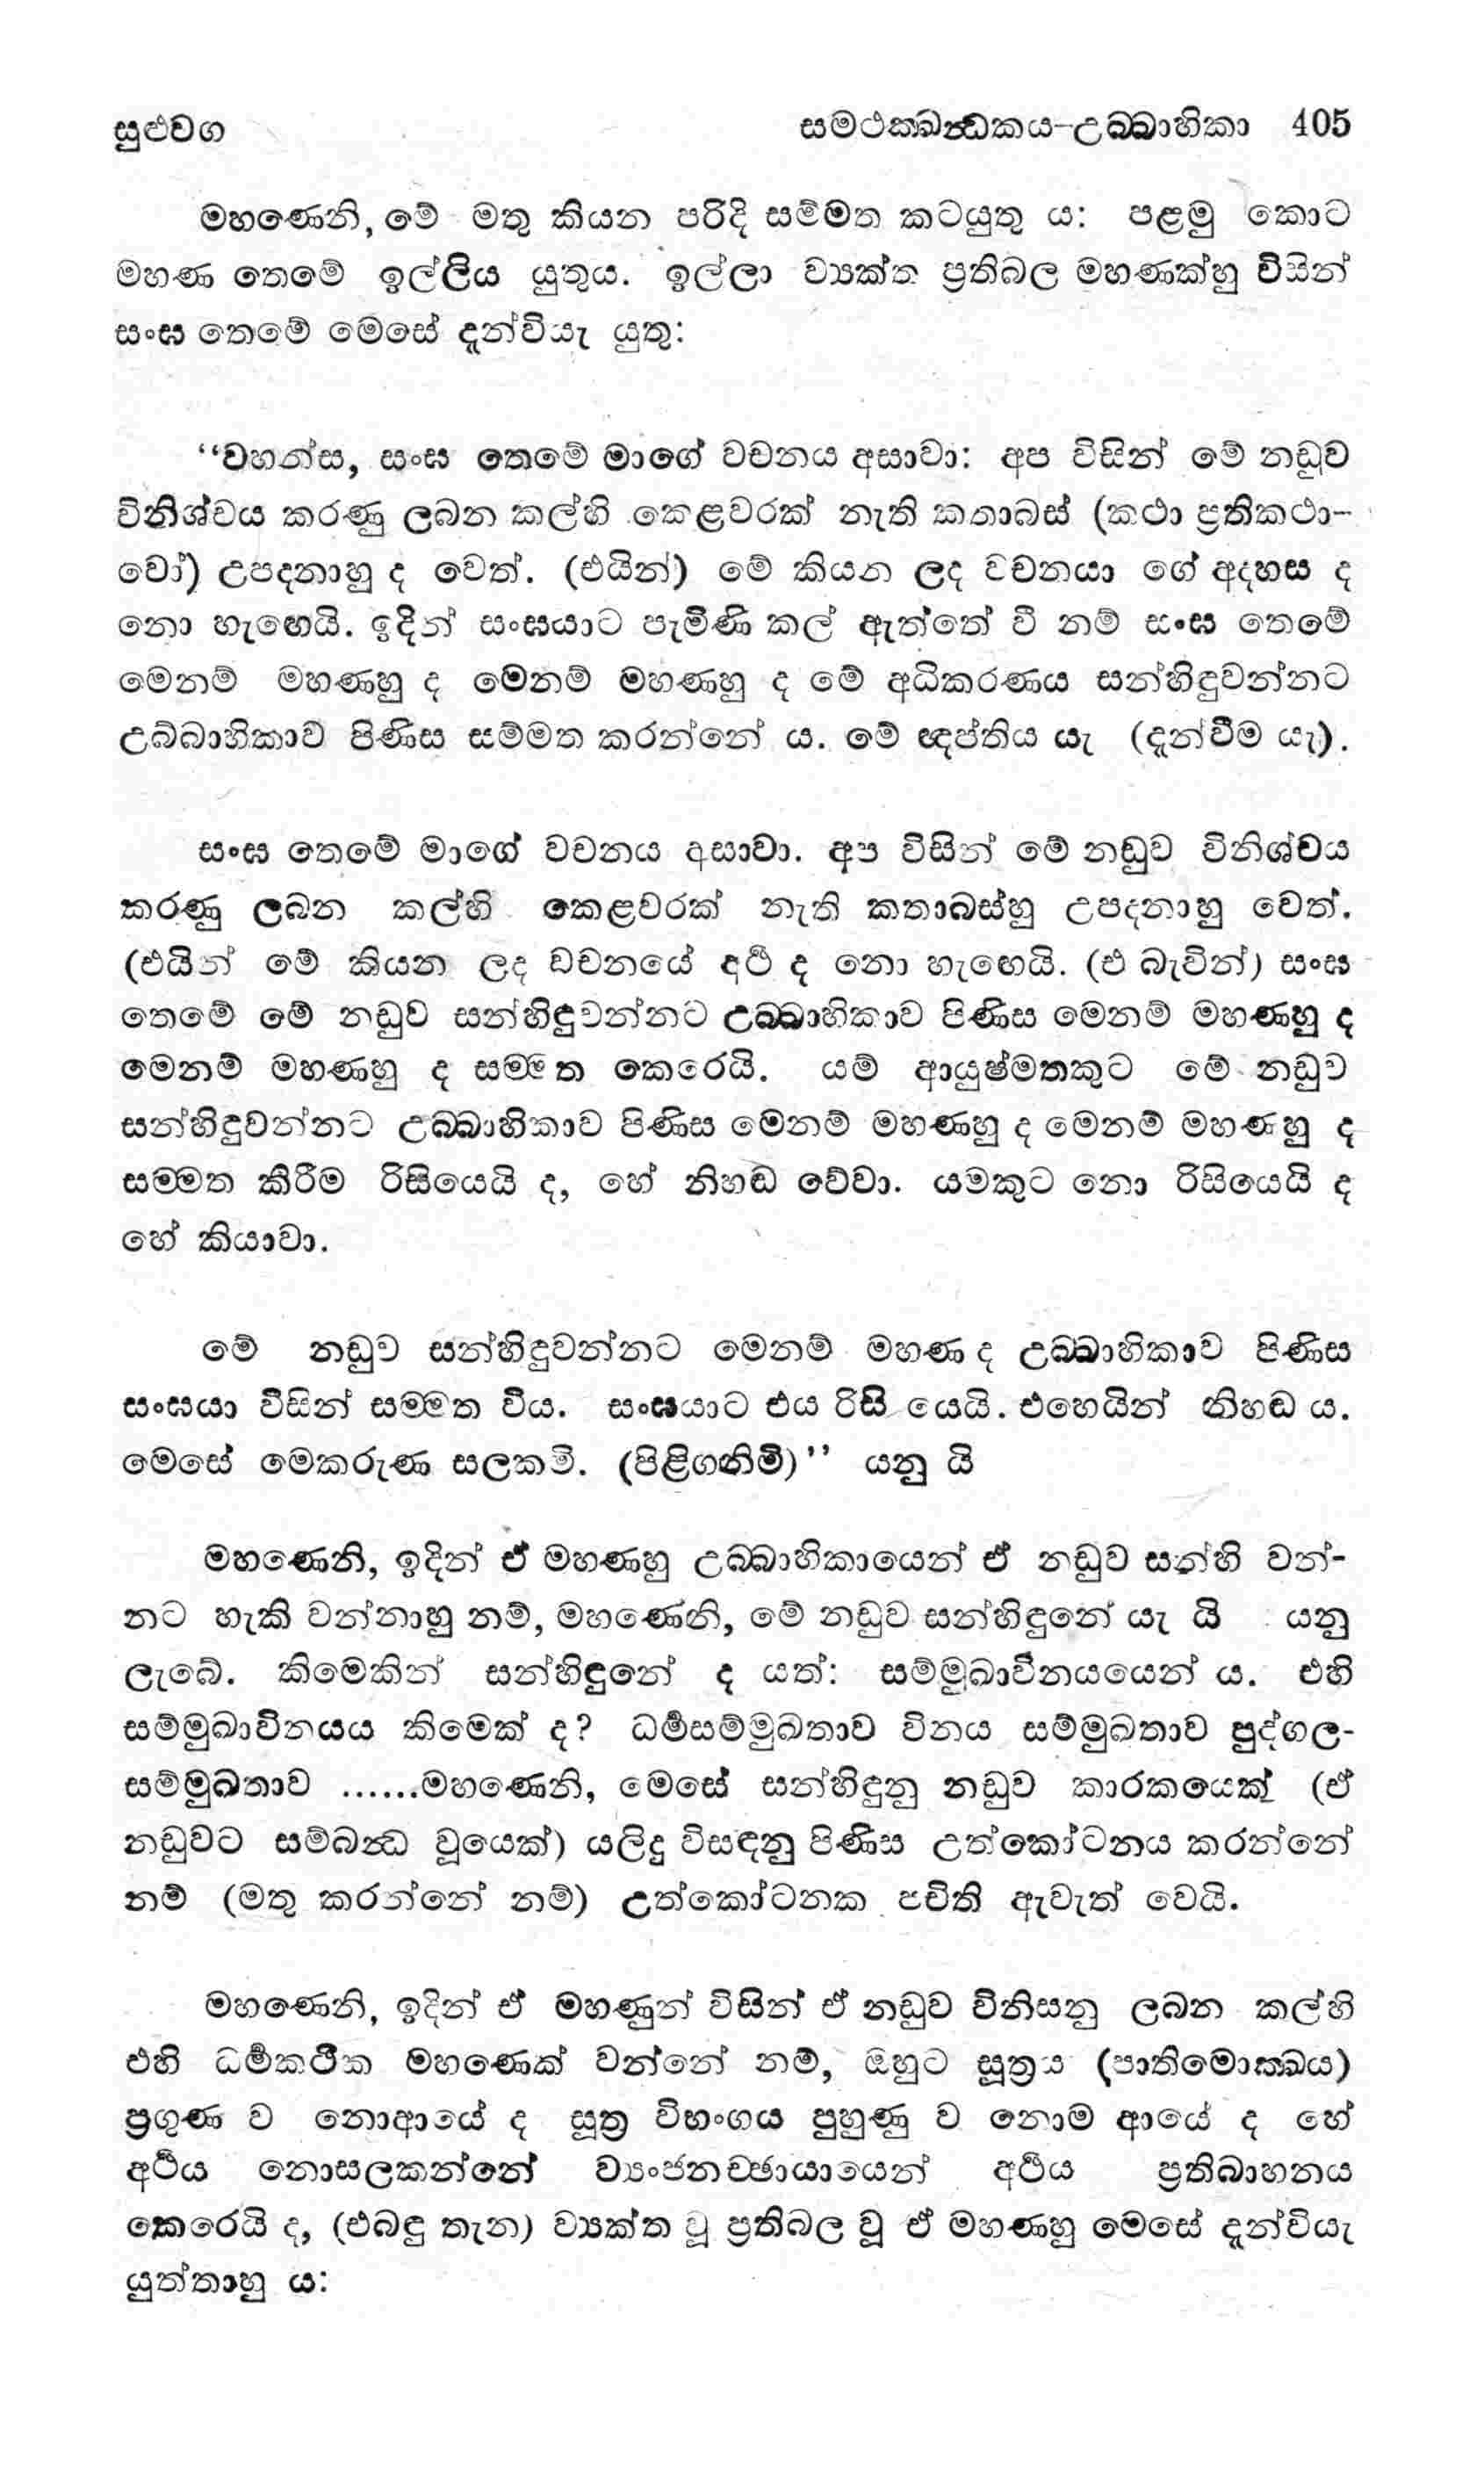 සුළුවග සමථක්‍ඛන්‍ධකය-උබ්‍බාහිකා 405
මහණෙනි, මේ මතු කියන පරිදි සම්මත කටයුතු ය: පළමු කොට
මහණ තෙමේ ඉල්ලිය යුතුය. ඉල්ලා ව්‍යක්ත ප්‍රතිබල මහණක්හු විසින්
සංඝ තෙමේ මෙසේ දැන්වියැ යුතු:
“වහන්ස, සංඝ තෙමේ මාගේ වචනය අසාවා: අප විසින් මේ නඩුව
විනිශ්චය කරණු ලබන කල්හි කෙළවරක් නැති කතාබස් (කථා ප්‍රතිකථා-
වෝ) උපදනාහූ ද වෙත්. (එයින්) මේ කියන ලද වචනයා ගේ අදහස ද
නො හැඟෙයි. ඉදින් සංඝයාට පැමිණි කල් ඇත්තේ වී නම් සංඝ තෙමේ
මෙනම් මහණහු ද මෙනම් මහණහු ද මේ අධිකරණය සන්හිඳුවන්නට
උබ්බාහිකාව පිණිස සම්මත කරන්නේ ය. මේ ඥප්තිය යැ (දැන්වීම යැ).
සංඝ තෙමේ මාගේ වචනය අසාවා. අප විසින් මේ නඩුව විනිශ්චය
කරණු ලබන කල්හි කෙළවරක් නැති කතාබස්හු උපදනාහු වෙත්.
(එයින් මේ කියන ලද වචනයේ අර්‍ථ ද නො හැඟෙයි. (එ බැවින්) සංඝ
තෙමේ මේ නඩුව සන්හිඳුවන්නට උබ්‍බාහිකාව පිණිස මෙනම් මහණහු ද
මෙනම් මහණහු ද සම්‍මත කෙරෙයි. යම් ආයුෂ්මතකුට මේ නඩුව
සන්හිඳුවන්නට උබ්‍බාහිකාව පිණිස මෙනම් මහණහු ද මෙනම් මහණහු ද
සම්‍මත කිරීම රිසියෙයි ද, හේ නිහඬ වේවා. යමකුට නො රිසියෙයි ද
හේ කියාවා.
මේ නඩුව සන්හිඳුවන්නට මෙනම් මහණ ද උබ්‍බාහිකාව පිණිස
සංඝයා විසින් සම්‍මත විය. සංඝයාට එය රිසි යෙයි. එහෙයින් නිහඬ ය.
මෙසේ මෙකරුණ සලකමි. (පිළිගනිමි)” යනු යි
මහණෙනි, ඉදින් ඒ මහණහු උබ්‍බාහිකායෙන් ඒ නඩුව සන්හි වන්-
නට හැකි වන්නාහු නම්, මහණෙනි, මේ නඩුව සන්හිඳුනේ යැ යි යනු
ලැබේ. කිමෙකින් සන්හිඳුනේ ද යත්: සම්මුඛාවිනයයෙන් ය. එහි
සම්මුඛාවිනයය කිමෙක් ද? ධර්‍මසම්මුඛතාව විනය සම්මුඛතාව පුද්ගල-
සම්මුඛතාව ......මහණෙනි, මෙසේ සන්හිඳුනු නඩුව කාරකයෙක් (ඒ
නඩුවට සම්බන්‍ධ වූයෙක්) යලිදු විසඳනු පිණිස උත්කෝටනය කරන්නේ
නම් (මතු කරන්නේ නම්) උත්කෝටනක පචිති ඇවැත් වෙයි.
මහණෙනි, ඉදින් ඒ මහණුන් විසින් ඒ නඩුව විනිසනු ලබන කල්හි
එහි ධර්‍මකථික මහණෙක් වන්නේ නම්, ඔහුට සූත්‍රය (පාතිමොක්‍ඛය)
ප්‍රගුණ ව නොආයේ ද සූත්‍ර විභංගය පුහුණු ව නොම ආයේ ද හේ
අර්‍ථය නොසලකන්නේ ව්‍යංජනච්ඡායායෙන් අර්‍ථය ප්‍රතිබාහනය
කෙරෙයි ද, (එබඳු තැන) ව්‍යක්ත වූ ප්‍රතිබල වූ ඒ මහණහු මෙසේ දැන්වියැ
යුත්තාහු ය: